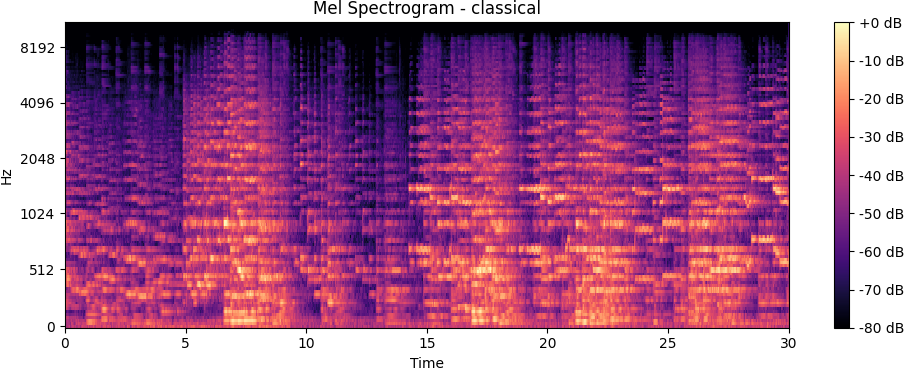 Mel Spectrogram - classical
8192
4096
2048
1024
512
0
Hz
0 5 10 15 20 25 30
Time
+0 dB
-10 dB
-20 dB
-30 dB
-40 dB
-50 dB
-60 dB
-70 dB
-80 dB